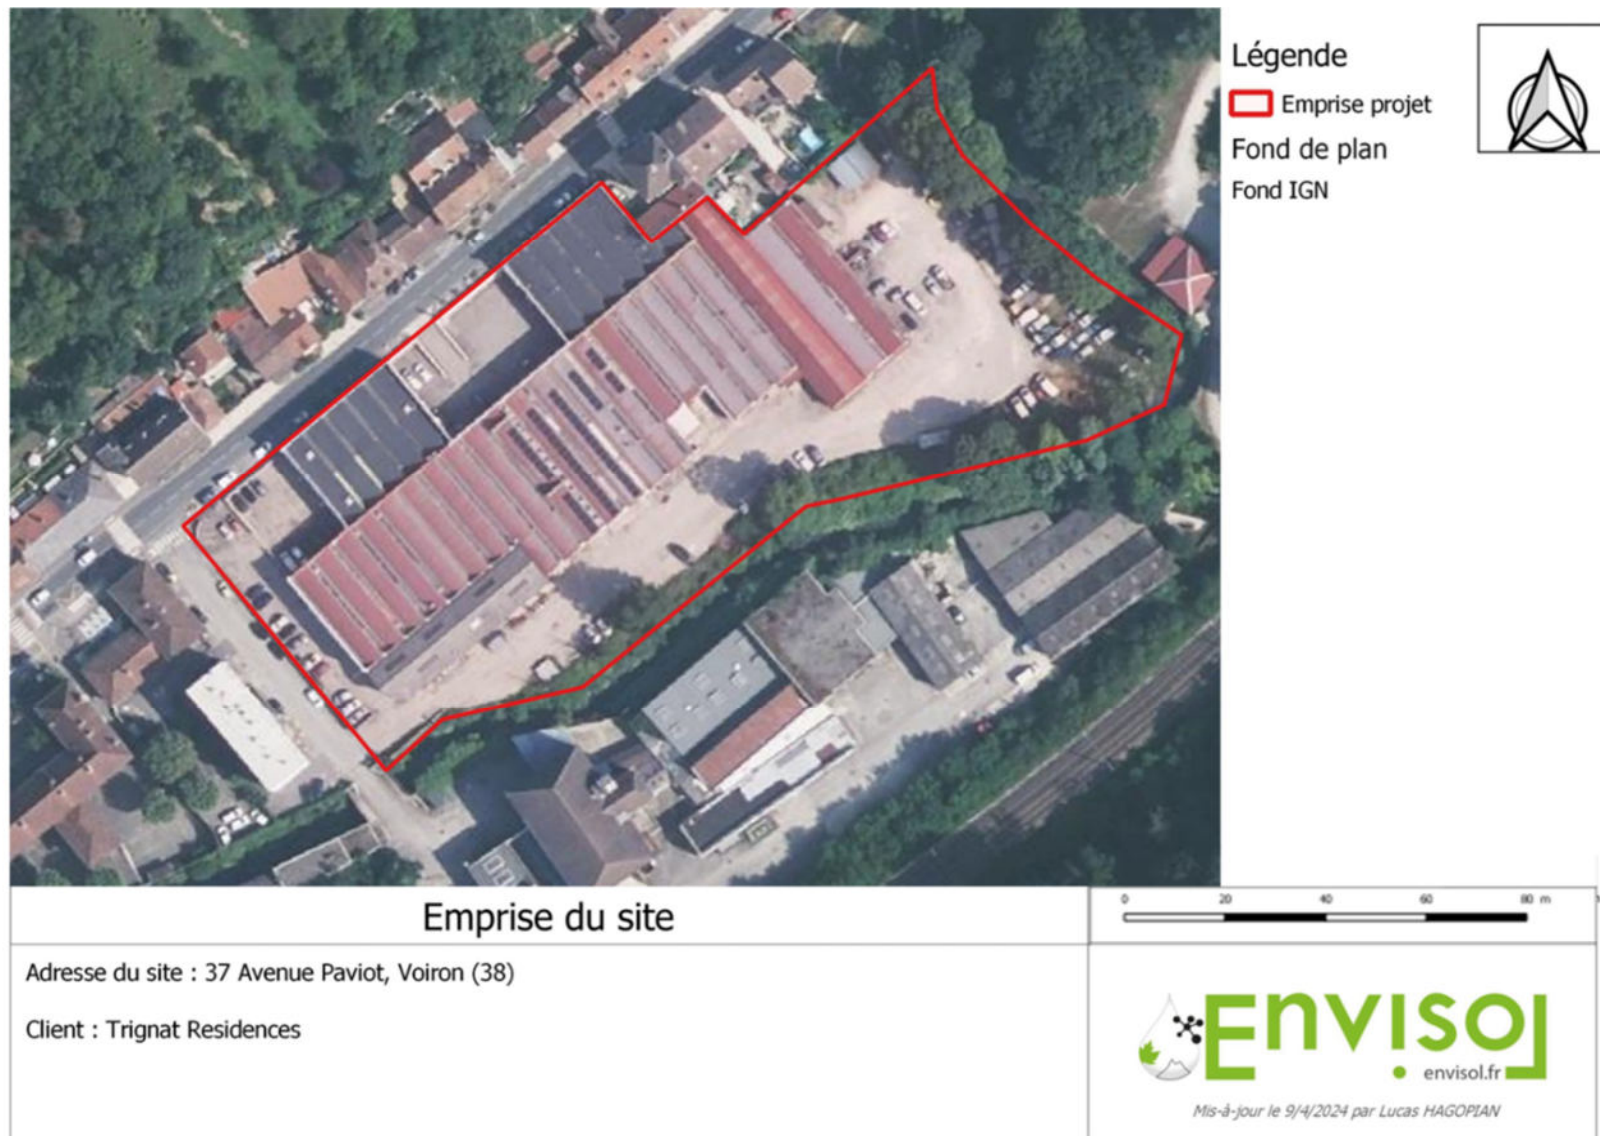 Légende
Emprise projet
Fond de plan
Fond IGN
Emprise du site
0 20 40 60 80 m
Adresse du site : 37 Avenue Paviot, Voiron (38)
Client : Trignat Residences
Envisol
envisol.fr
Mis-à-jour le 9/4/2024 par Lucas HAGOPIAN